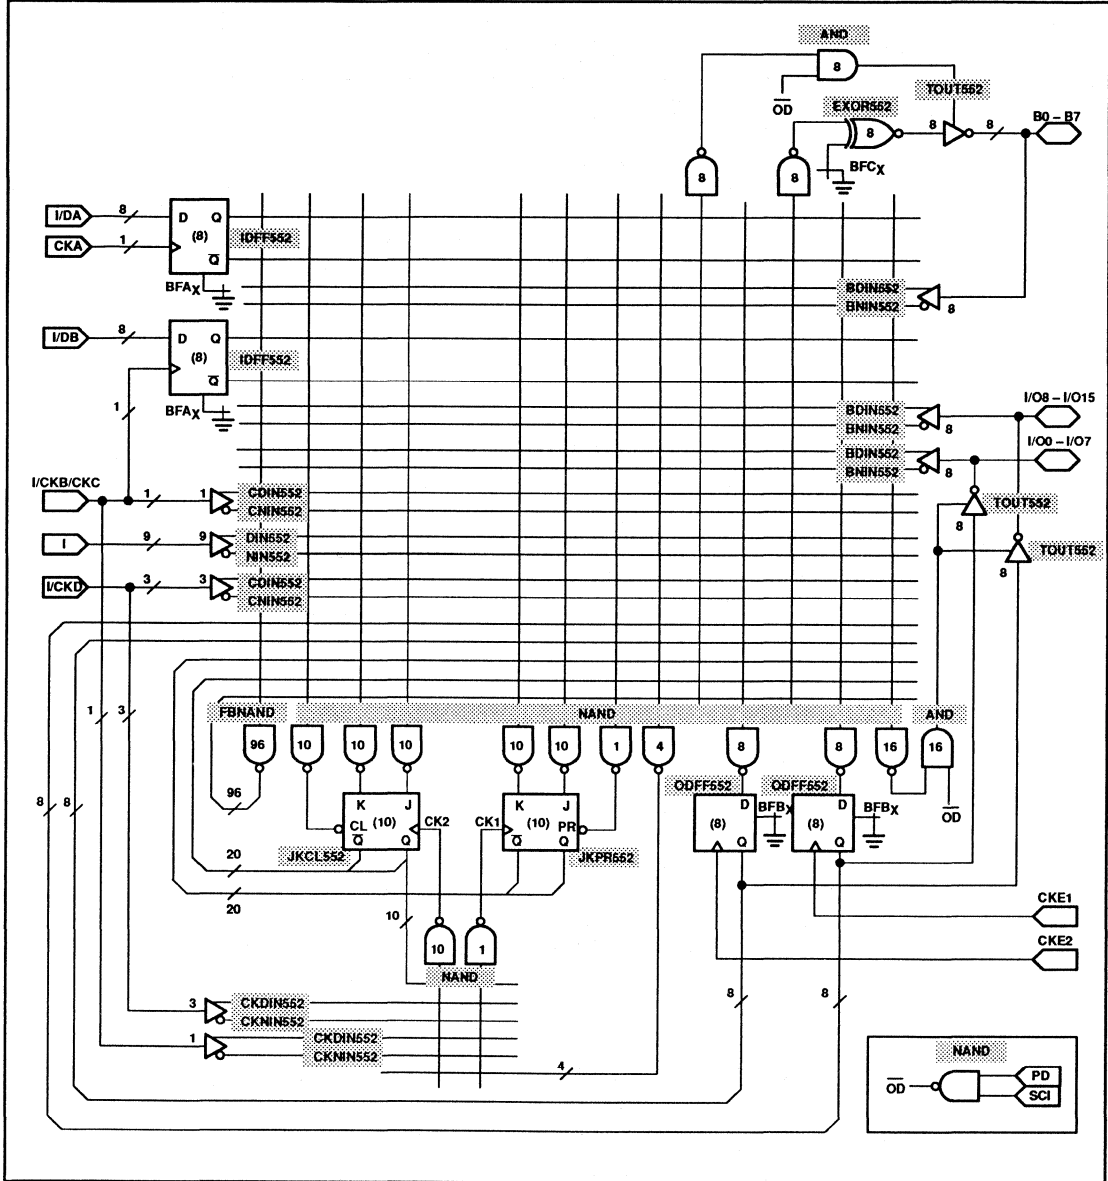 AND
8
OD
TOUT552
EXOR552
8
8
8
B0 – B7
BFCX
8
8
I/DA
8
D Q
(8)
Q
IDFF552
CKA
1
BFAX
BDIN552
BNIN552
8
I/DB
8
D Q
(8)
Q
IDFF552
BFAX
1
BDIN552
BNIN552
8
I/O8 – I/O15
I/O0 – I/O7
BDIN552
BNIN552
8
I/CKB/CKC
1
1
CDIN552
CNIN552
TOUT552
8
I
9
9
DIN552
NIN552
TOUT552
8
I/CKD
3
3
CDIN552
CNIN552
1
3
FBNAND
NAND
AND
96
10
10
10
10
10
1
4
8
8
16
16
ODFF552
ODFF552
OD
96
8
8
K J
(10)
CL
Q Q
CK2
JKCL552
CK1
K J
(10)
PR
Q Q
JKPR552
D
(8)
Q
BFBX
D
(8)
Q
BFBX
20
20
10
CKE1
CKE2
10
1
NAND
8
8
3
CKDIN552
CKNIN552
1
CKDIN552
CKNIN552
4
NAND
OD
PD
SCI